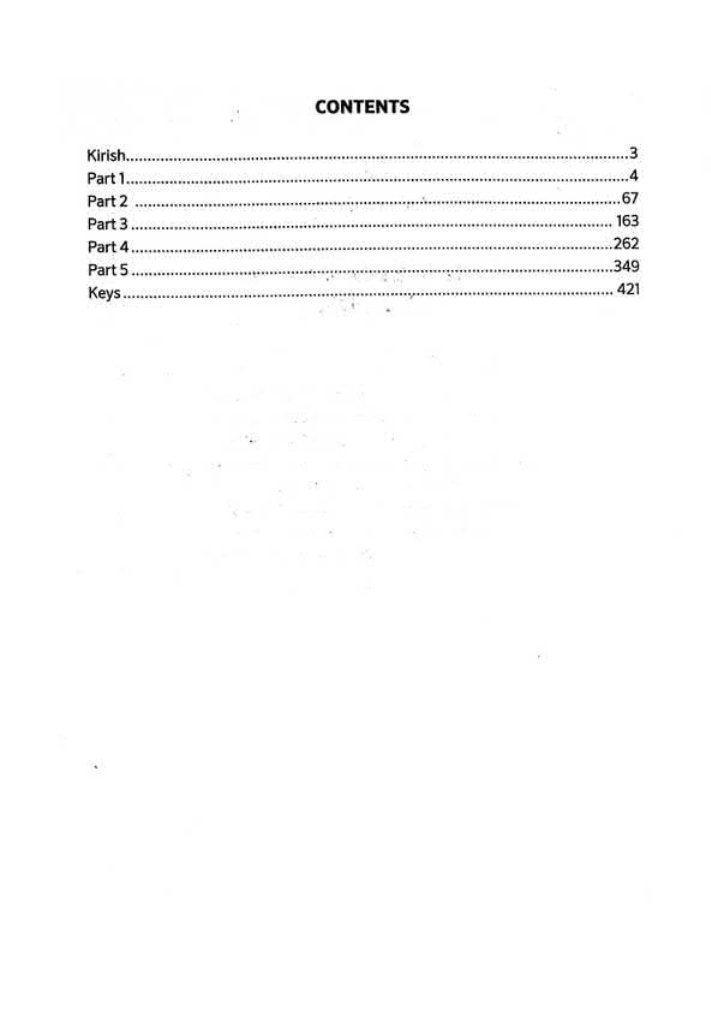 CONTENTS
Kirish........................3
Part 1........................4
Part 2 ........................67
Part 3 ........................ 163
Part 4 ........................262
Part 5 ........................349
Keys ........................ 421